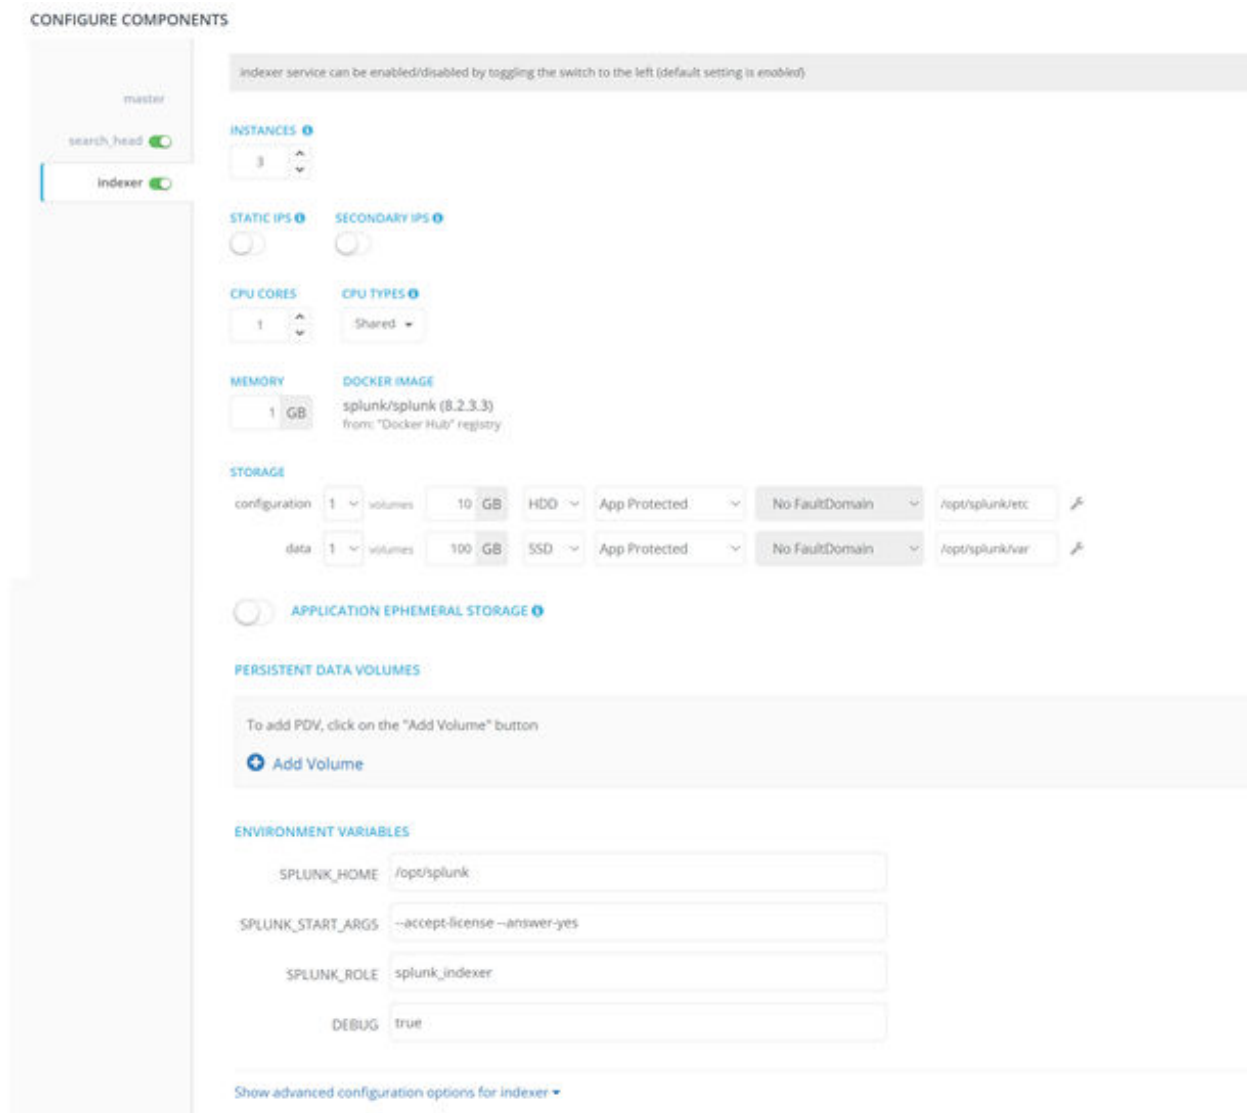 CONFIGURE COMPONENTS
indexer service can be enabled/disabled by toggling the switch to the left (default setting is enabled)
master
search_head
indexer
INSTANCES
3
STATIC IPS SECONDARY IPS
CPU CORES CPU TYPES
1 Shared
MEMORY DOCKER IMAGE
1 GB splunk/splunk (8.2.3.3)
from: "Docker Hub" registry
STORAGE
configuration 1 volumes 10 GB HDD App Protected No FaultDomain /opt/splunk/etc
data 1 volumes 100 GB SSD App Protected No FaultDomain /opt/splunk/var
APPLICATION EPHEMERAL STORAGE
PERSISTENT DATA VOLUMES
To add PDV, click on the "Add Volume" button
Add Volume
ENVIRONMENT VARIABLES
SPLUNK_HOME /opt/splunk
SPLUNK_START_ARGS --accept-license --answer-yes
SPLUNK_ROLE splunk_indexer
DEBUG true
Show advanced configuration options for indexer